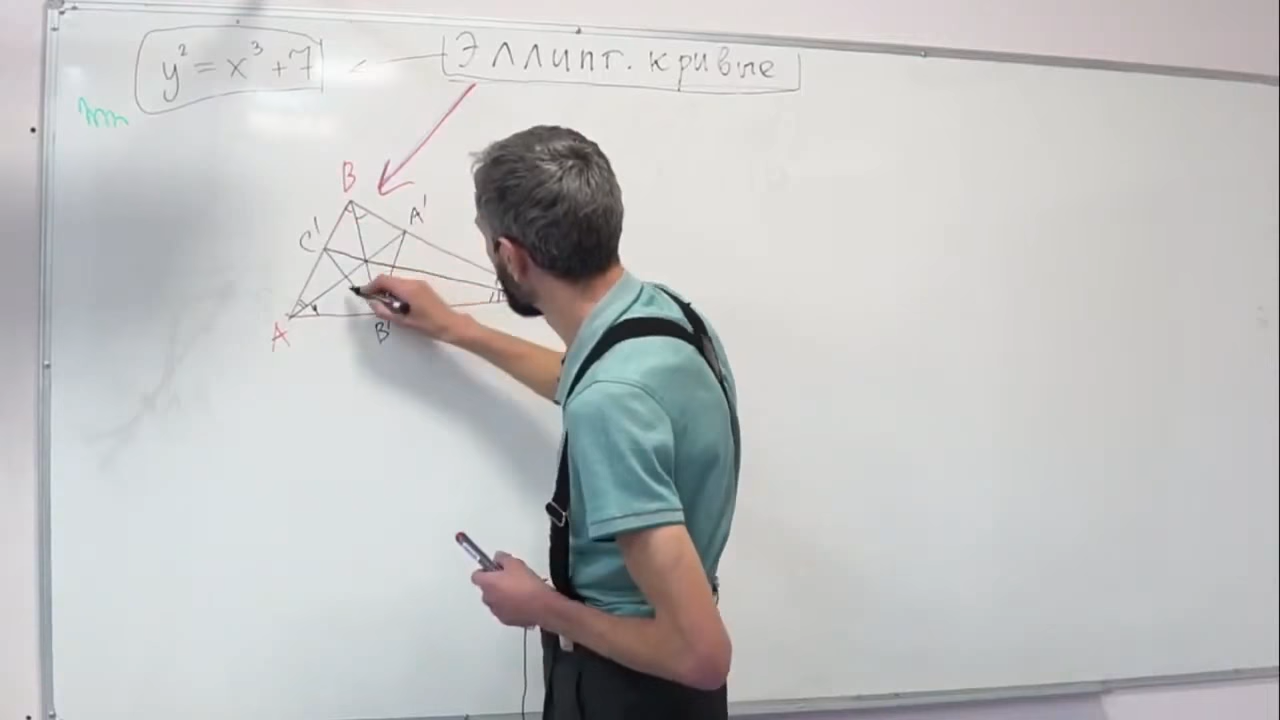 y² = x³ + 7
Эллипт. кривые
B
A'
C'
A
B'